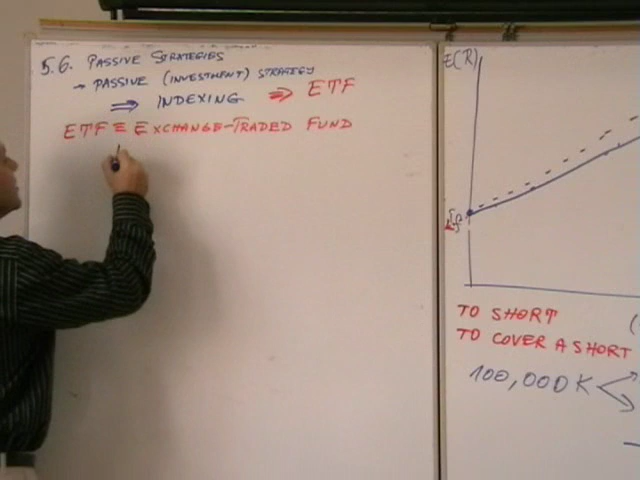 5.6. PASSIVE STRATEGIES
→ PASSIVE (INVESTMENT) STRATEGY
⇒ INDEXING ⇒ ETF
ETF ≡ EXCHANGE-TRADED FUND
E(R)
TO SHORT
TO COVER A SHORT
100,000K